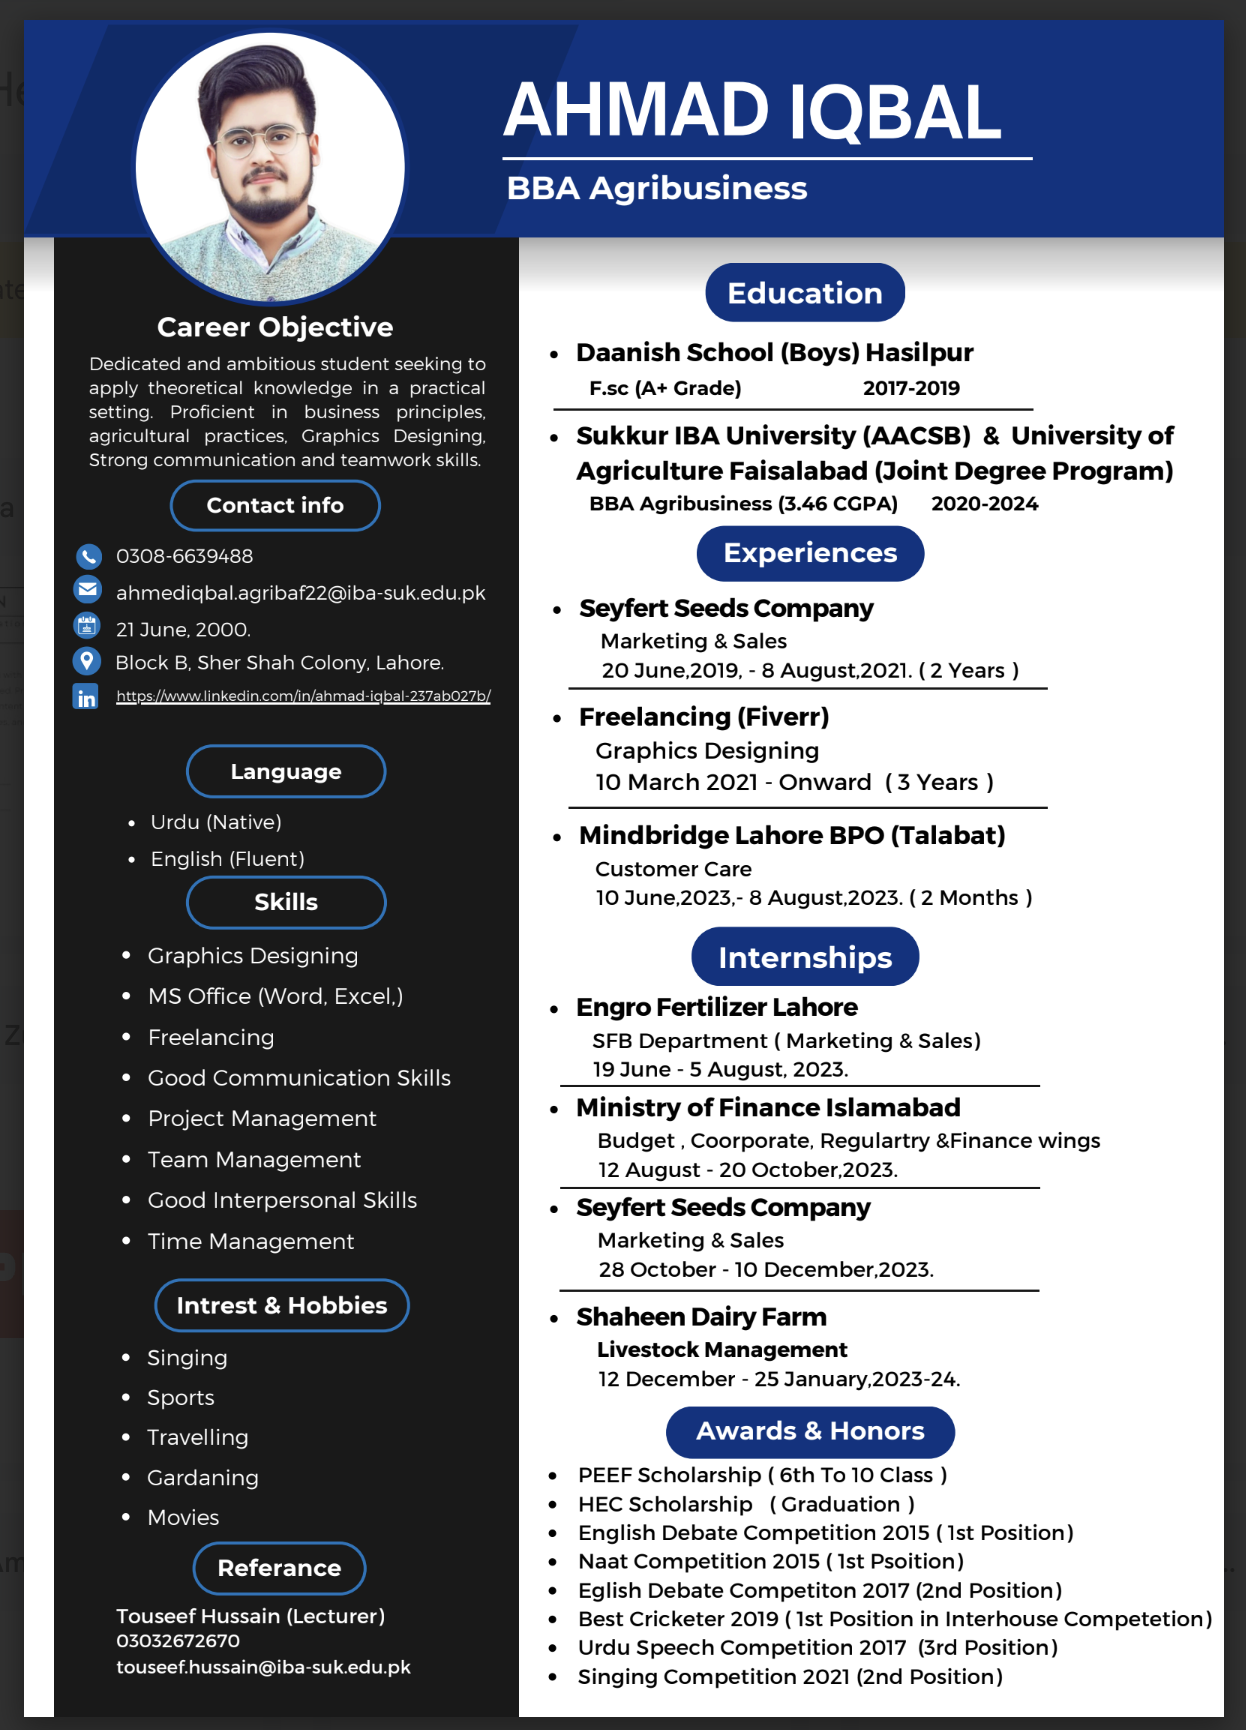 AHMAD IQBAL
BBA Agribusiness
Career Objective
Dedicated and ambitious student seeking to
apply theoretical knowledge in a practical
setting. Proficient in business principles,
agricultural practices, Graphics Designing,
Strong communication and teamwork skills.
Contact info
0308-6639488
ahmediqbal.agribaf22@iba-suk.edu.pk
21 June, 2000.
Block B, Sher Shah Colony, Lahore.
https://www.linkedin.com/in/ahmad-iqbal-237ab027b/
Language
• Urdu (Native)
• English (Fluent)
Skills
• Graphics Designing
• MS Office (Word, Excel,)
• Freelancing
• Good Communication Skills
• Project Management
• Team Management
• Good Interpersonal Skills
• Time Management
Intrest & Hobbies
• Singing
• Sports
• Travelling
• Gardaning
• Movies
Referance
Touseef Hussain (Lecturer)
03032672670
touseef.hussain@iba-suk.edu.pk
Education
• Daanish School (Boys) Hasilpur
F.sc (A+ Grade) 2017-2019
• Sukkur IBA University (AACSB) & University of
Agriculture Faisalabad (Joint Degree Program)
BBA Agribusiness (3.46 CGPA) 2020-2024
Experiences
• Seyfert Seeds Company
Marketing & Sales
20 June,2019, - 8 August,2021. ( 2 Years )
• Freelancing (Fiverr)
Graphics Designing
10 March 2021 - Onward ( 3 Years )
• Mindbridge Lahore BPO (Talabat)
Customer Care
10 June,2023,- 8 August,2023. ( 2 Months )
Internships
• Engro Fertilizer Lahore
SFB Department ( Marketing & Sales)
19 June - 5 August, 2023.
• Ministry of Finance Islamabad
Budget , Coorporate, Regulartry &Finance wings
12 August - 20 October,2023.
• Seyfert Seeds Company
Marketing & Sales
28 October - 10 December,2023.
• Shaheen Dairy Farm
Livestock Management
12 December - 25 January,2023-24.
Awards & Honors
• PEEF Scholarship ( 6th To 10 Class )
• HEC Scholarship ( Graduation )
• English Debate Competition 2015 ( 1st Position)
• Naat Competition 2015 ( 1st Psoition)
• Eglish Debate Competiton 2017 (2nd Position)
• Best Cricketer 2019 ( 1st Position in Interhouse Competetion)
• Urdu Speech Competition 2017 (3rd Position)
• Singing Competition 2021 (2nd Position)